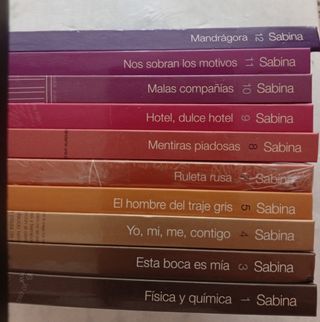 Mandrágora 12 Sabina
Nos sobran los motivos 11 Sabina
Malas compañías 10 Sabina
Hotel, dulce hotel 9 Sabina
Mentiras piadosas 8 Sabina
Ruleta rusa Sabina
El hombre del traje gris 5 Sabina
Yo, mi, me, contigo 4 Sabina
Esta boca es mía 3 Sabina
Física y química 1 Sabina